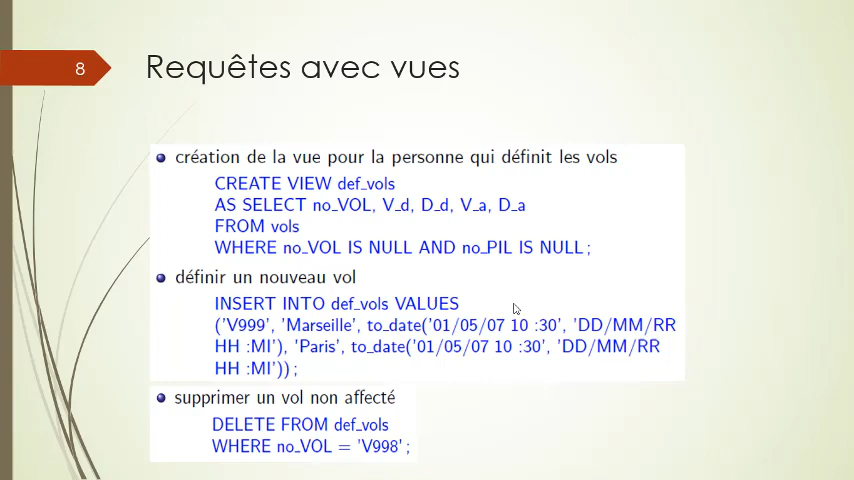 8
Requêtes avec vues
création de la vue pour la personne qui définit les vols
CREATE VIEW def_vols
AS SELECT no_VOL, V_d, D_d, V_a, D_a
FROM vols
WHERE no_VOL IS NULL AND no_PIL IS NULL ;
définir un nouveau vol
INSERT INTO def_vols VALUES
('V999', 'Marseille', to_date('01/05/07 10 :30', 'DD/MM/RR
HH :MI'), 'Paris', to_date('01/05/07 10 :30', 'DD/MM/RR
HH :MI')) ;
supprimer un vol non affecté
DELETE FROM def_vols
WHERE no_VOL = 'V998' ;